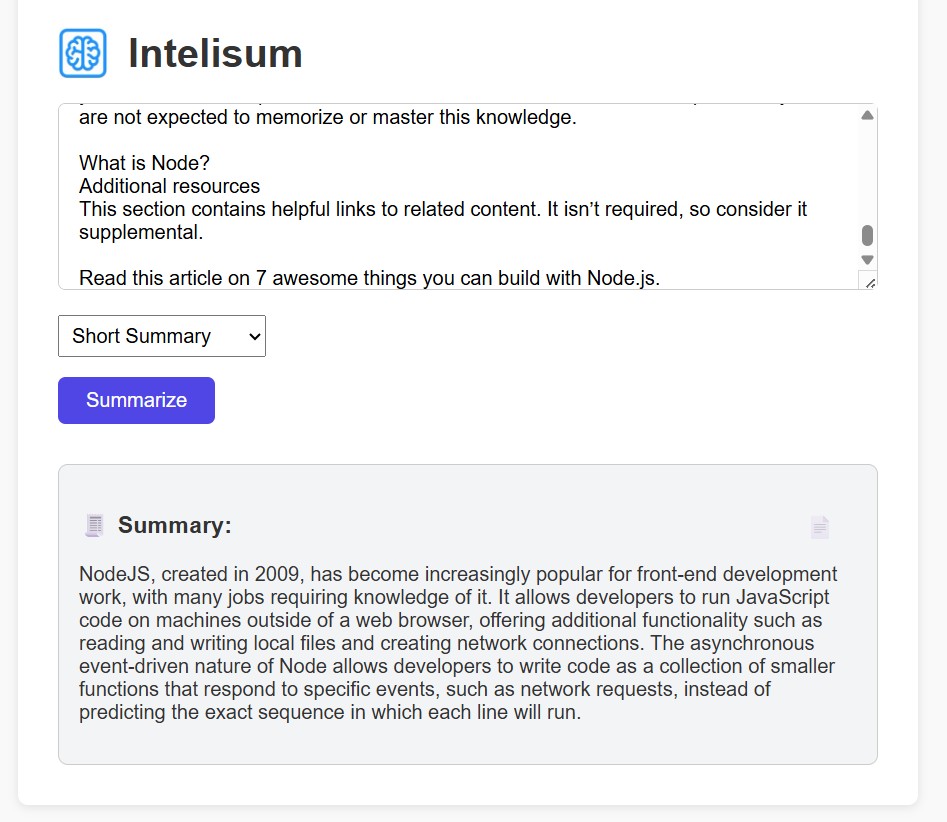 Intelisum
are not expected to memorize or master this knowledge.
What is Node?
Additional resources
This section contains helpful links to related content. It isn’t required, so consider it
supplemental.
Read this article on 7 awesome things you can build with Node.js.
Short Summary
Summarize
Summary:
NodeJS, created in 2009, has become increasingly popular for front-end development
work, with many jobs requiring knowledge of it. It allows developers to run JavaScript
code on machines outside of a web browser, offering additional functionality such as
reading and writing local files and creating network connections. The asynchronous
event-driven nature of Node allows developers to write code as a collection of smaller
functions that respond to specific events, such as network requests, instead of
predicting the exact sequence in which each line will run.